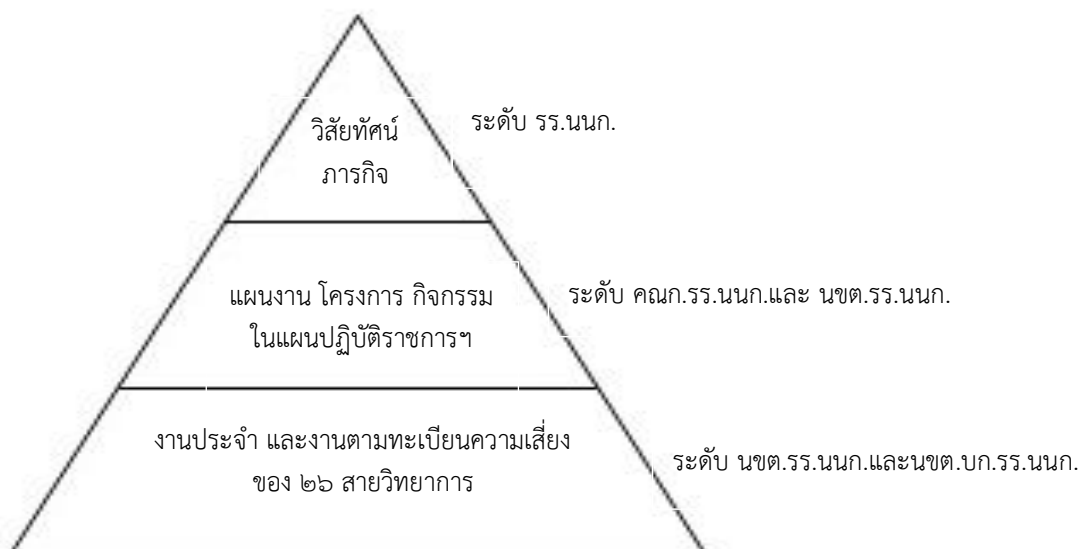 วิสัยทัศน์
ภารกิจ
ระดับ รร.นนก.
แผนงาน โครงการ กิจกรรม
ในแผนปฏิบัติราชการฯ
ระดับ คณก.รร.นนก.และ นขต.รร.นนก.
งานประจำ และงานตามทะเบียนความเสี่ยง
ของ ๒๖ สายวิทยาการ
ระดับ นขต.รร.นนก.และนขต.บก.รร.นนก.